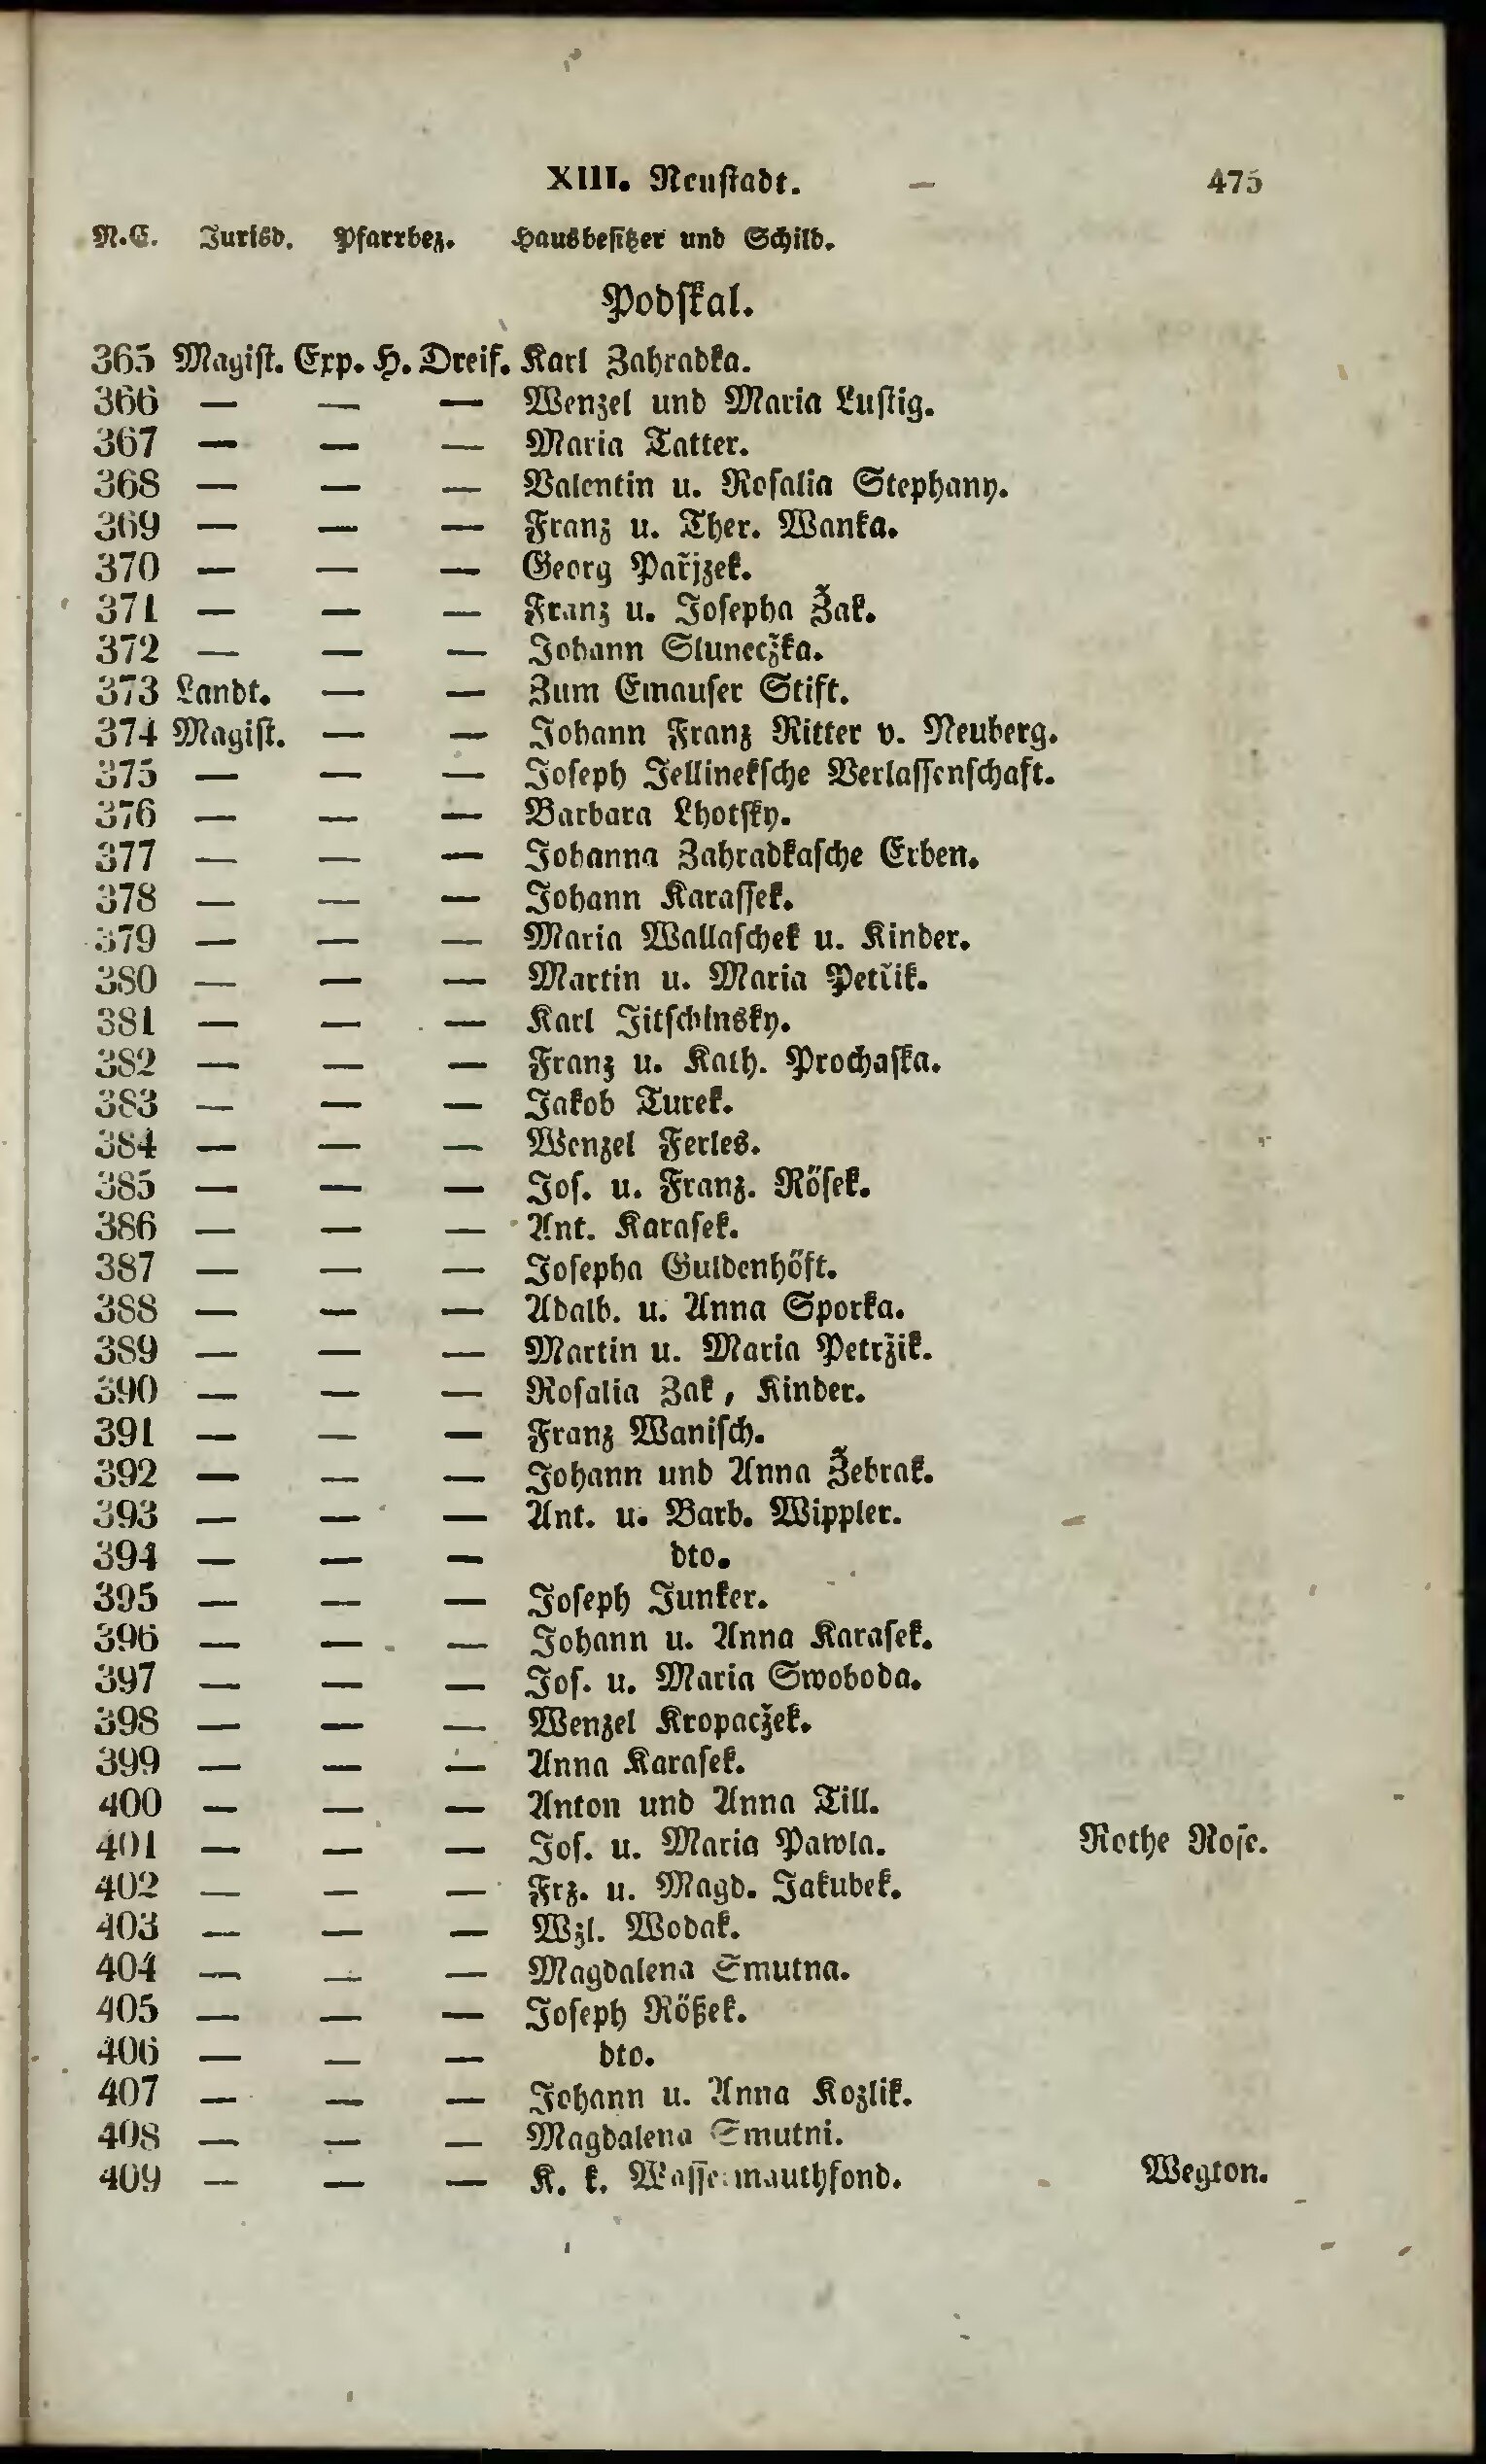 XIII. Neustadt. — 475
N.C. Jurisd. Pfarrbez. Hausbesitzer und Schild.
Podskal.
365 Magist. Exp. H. Dreif. Karl Zahradka.
366 — — — Wenzel und Maria Lustig.
367 — — — Maria Tatter.
368 — — — Valentin u. Rosalia Stephany.
369 — — — Franz u. Ther. Wanka.
370 — — — Georg Pařjzek.
371 — — — Franz u. Josepha Žak.
372 — — — Johann Slunecžka.
373 Landt. — — Zum Emauser Stift.
374 Magist. — — Johann Franz Ritter v. Neuberg.
375 — — — Joseph Jellineksche Verlassenschaft.
376 — — — Barbara Lhotsky.
377 — — — Johanna Zahradkasche Erben.
378 — — — Johann Karassek.
379 — — — Maria Wallaschek u. Kinder.
380 — — — Martin u. Maria Petřik.
381 — — — Karl Jitschinsky.
382 — — — Franz u. Kath. Prochaska.
383 — — — Jakob Turek.
384 — — — Wenzel Ferles.
385 — — — Jos. u. Franz. Rösek.
386 — — — Ant. Karasek.
387 — — — Josepha Guldenhöft.
388 — — — Adalb. u. Anna Sporka.
389 — — — Martin u. Maria Petržik.
390 — — — Rosalia Zak, Kinder.
391 — — — Franz Wanisch.
392 — — — Johann und Anna Žebrak.
393 — — — Ant. u. Barb. Wippler.
394 — — — dto.
395 — — — Joseph Junker.
396 — — — Johann u. Anna Karasek.
397 — — — Jos. u. Maria Swoboda.
398 — — — Wenzel Kropacžek.
399 — — — Anna Karasek.
400 — — — Anton und Anna Till.
401 — — — Jos. u. Maria Pawla. Rothe Rose.
402 — — — Frz. u. Magd. Jakubek.
403 — — — Wzl. Wodak.
404 — — — Magdalena Smutna.
405 — — — Joseph Rößek.
406 — — — dto.
407 — — — Johann u. Anna Kozlik.
408 — — — Magdalena Smutni.
409 — — — K. k. Wassermauthfond. Wegton.